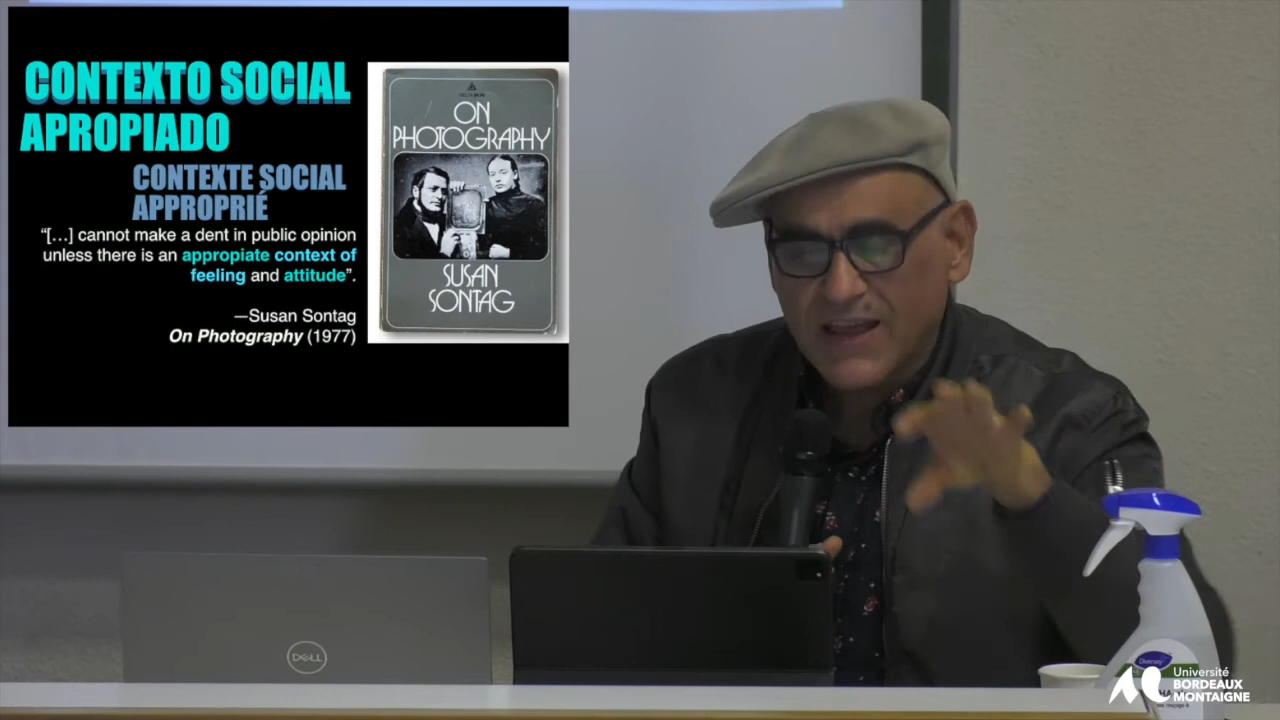 CONTEXTO SOCIAL
APROPIADO
CONTEXTE SOCIAL
APPROPRIÉ
“[…] cannot make a dent in public opinion
unless there is an appropiate context of
feeling and attitude”.
—Susan Sontag
On Photography (1977)
ON
PHOTOGRAPHY
SUSAN
SONTAG
DELL
Diversey
Université
BORDEAUX
MONTAIGNE